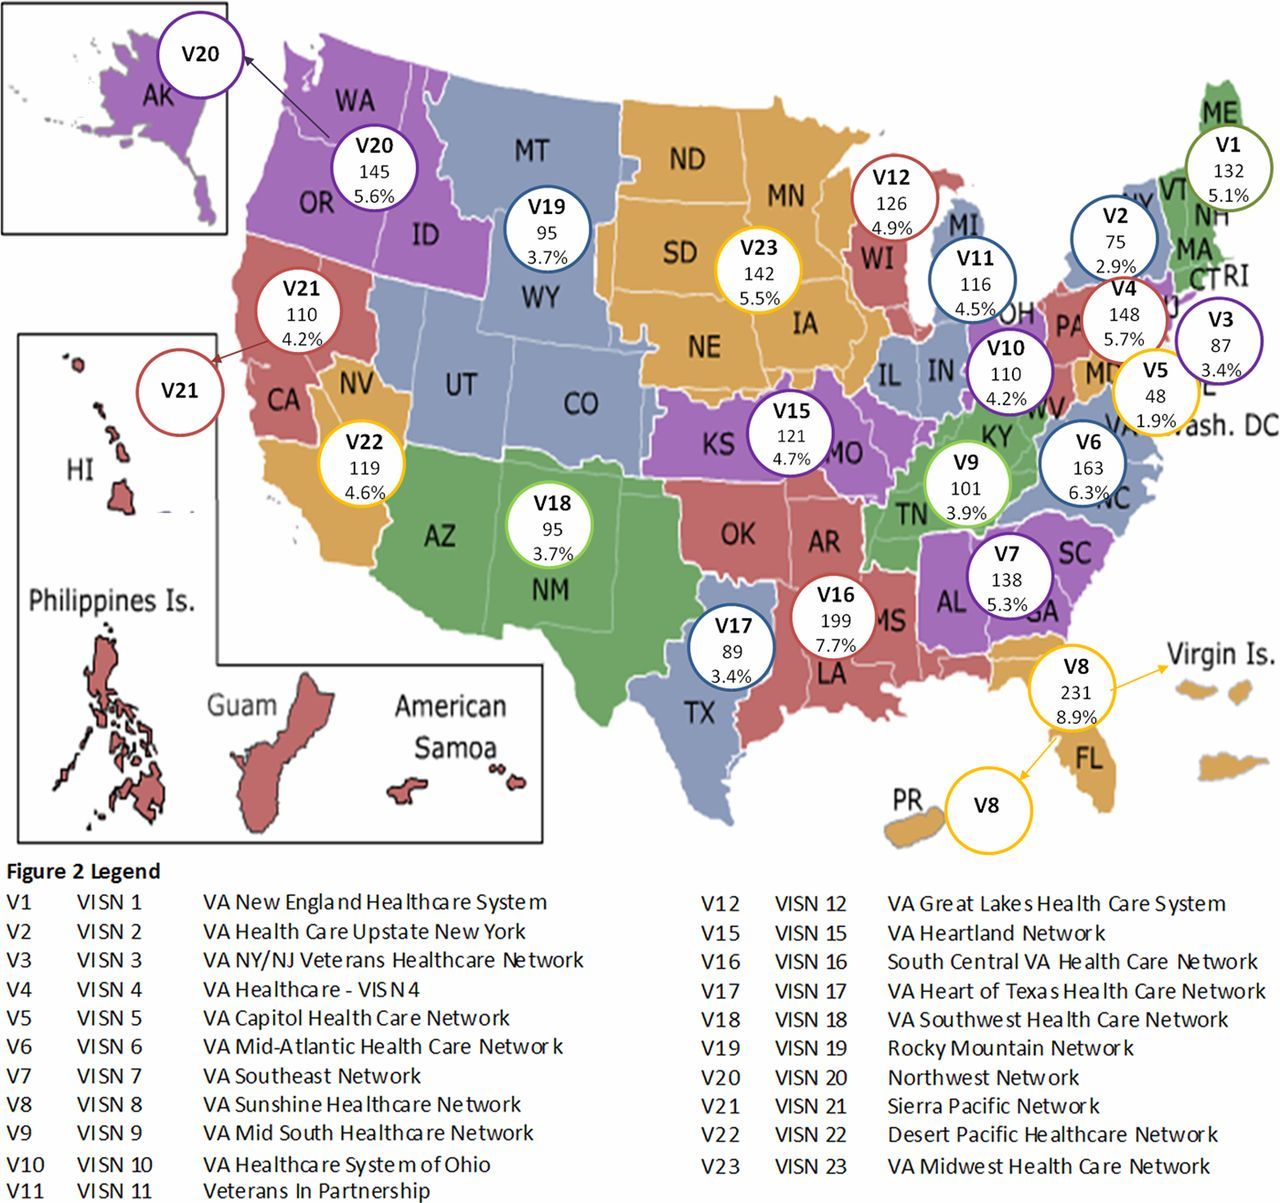 V20
AK
WA
V20
145
5.6%
OR
ID
MT
V19
95
3.7%
WY
ND
MN
SD
V23
142
5.5%
NE
IA
V12
126
4.9%
WI
MI
V11
116
4.5%
ME
V1
132
5.1%
VT
NH
MA
CT
RI
NY
V2
75
2.9%
V4
148
5.7%
PA
V3
87
3.4%
V5
48
1.9%
MD
Wash. DC
OH
V10
110
4.2%
WV
VA
V6
163
6.3%
NC
V21
110
4.2%
V21
CA
NV
V22
119
4.6%
UT
CO
KS
V15
121
4.7%
MO
IL
IN
KY
V9
101
3.9%
TN
HI
AZ
V18
95
3.7%
NM
OK
AR
V16
199
7.7%
MS
LA
AL
V7
138
5.3%
SC
GA
V17
89
3.4%
TX
V8
231
8.9%
FL
Virgin Is.
PR
V8
Philippines Is.
Guam
American
Samoa
Figure 2 Legend
V1 VISN 1 VA New England Healthcare System
V2 VISN 2 VA Health Care Upstate New York
V3 VISN 3 VA NY/NJ Veterans Healthcare Network
V4 VISN 4 VA Healthcare - VISN 4
V5 VISN 5 VA Capitol Health Care Network
V6 VISN 6 VA Mid-Atlantic Health Care Network
V7 VISN 7 VA Southeast Network
V8 VISN 8 VA Sunshine Healthcare Network
V9 VISN 9 VA Mid South Healthcare Network
V10 VISN 10 VA Healthcare System of Ohio
V11 VISN 11 Veterans In Partnership
V12 VISN 12 VA Great Lakes Health Care System
V15 VISN 15 VA Heartland Network
V16 VISN 16 South Central VA Health Care Network
V17 VISN 17 VA Heart of Texas Health Care Network
V18 VISN 18 VA Southwest Health Care Network
V19 VISN 19 Rocky Mountain Network
V20 VISN 20 Northwest Network
V21 VISN 21 Sierra Pacific Network
V22 VISN 22 Desert Pacific Healthcare Network
V23 VISN 23 VA Midwest Health Care Network